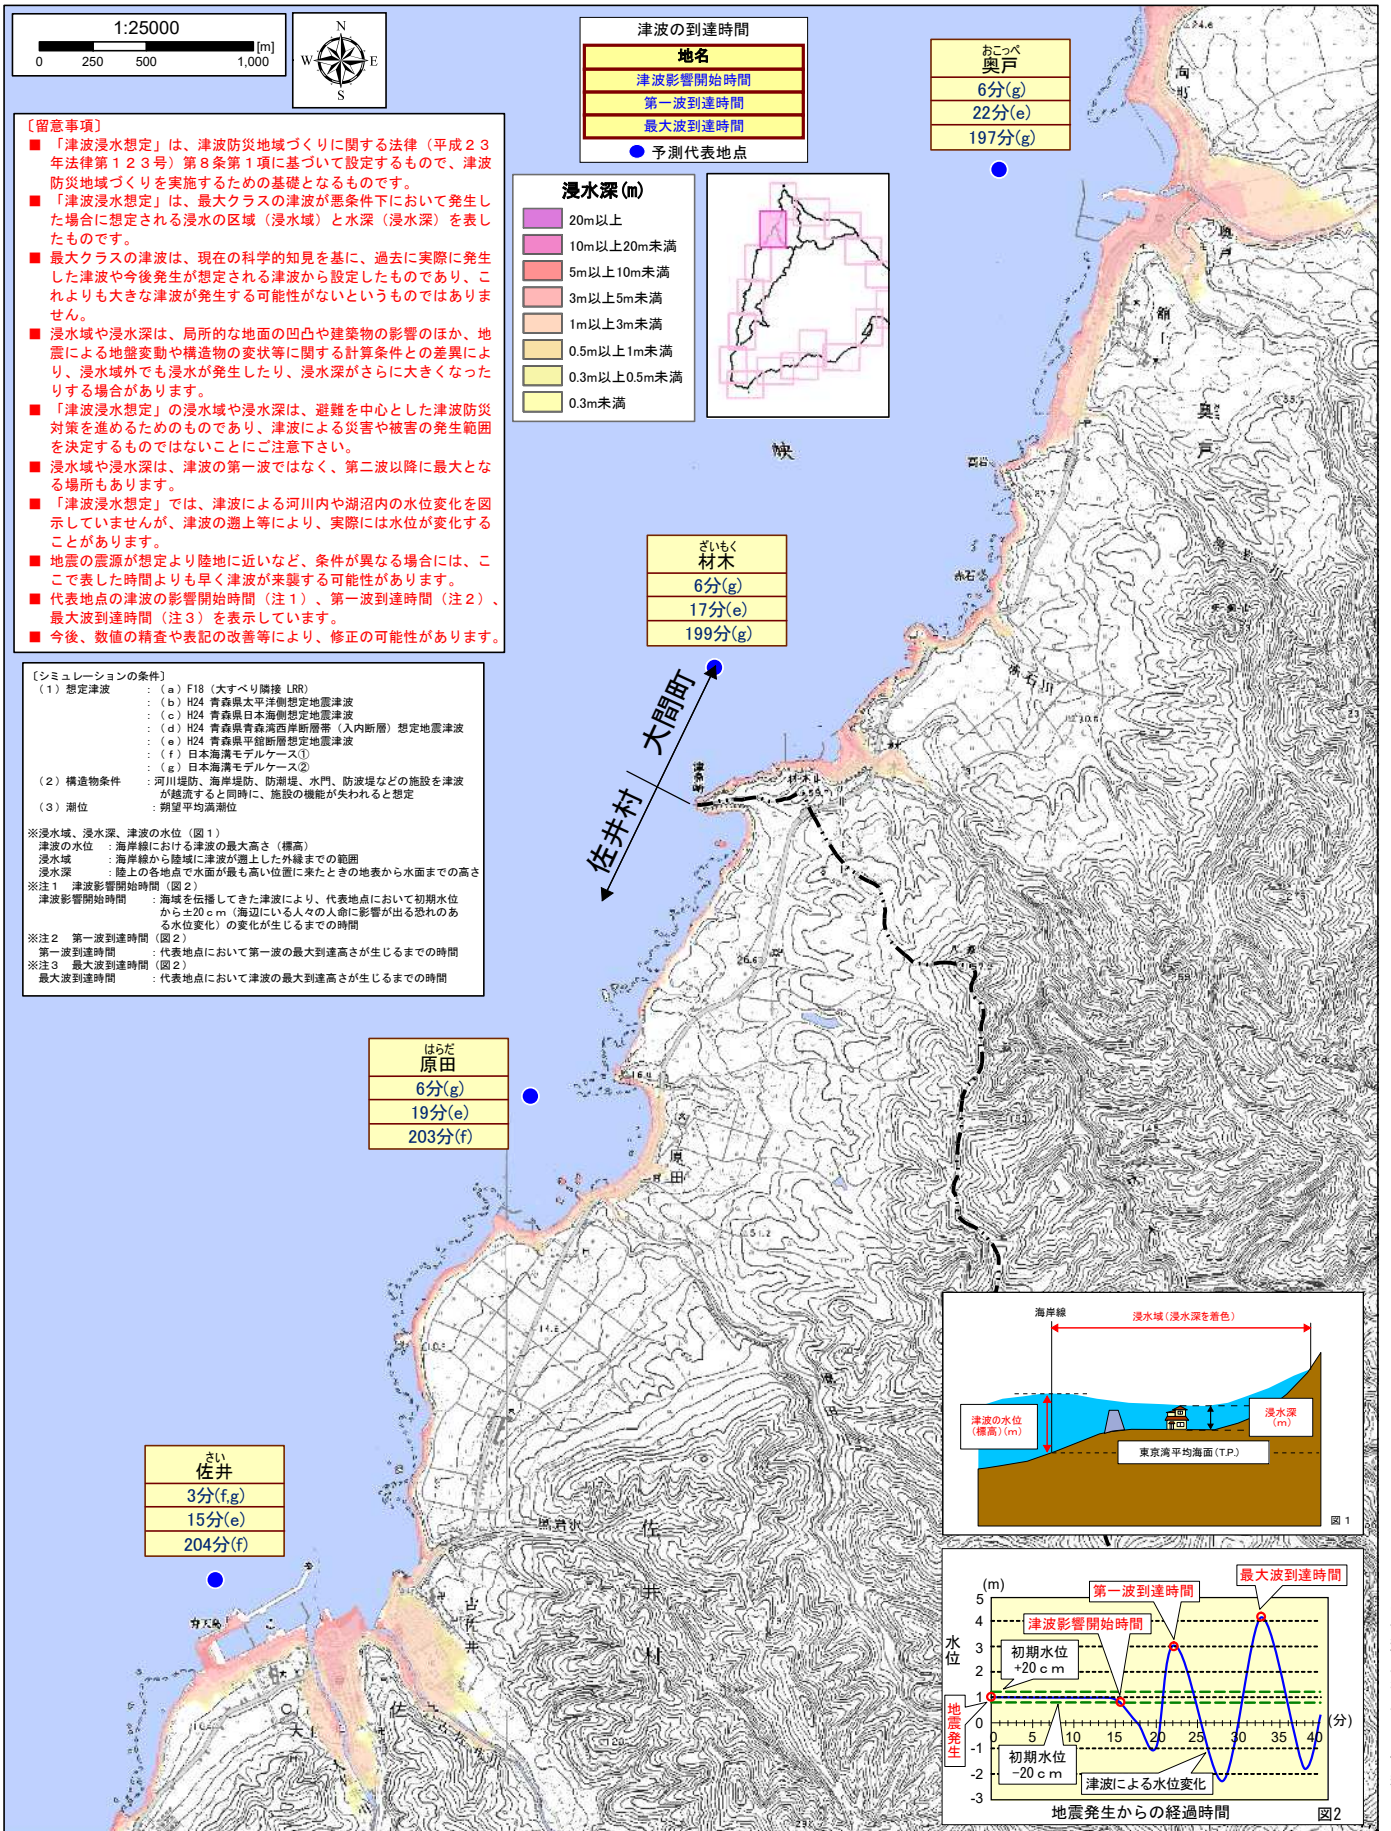 1:25000
[m]
0 250 500 1,000
N
W E
S
津波の到達時間
地名
津波影響開始時間
第一波到達時間
最大波到達時間
予測代表地点
おこっぺ
奥戸
6分(g)
22分(e)
197分(g)
〔留意事項〕
■ 「津波浸水想定」は、津波防災地域づくりに関する法律（平成２３
年法律第１２３号）第８条第１項に基づいて設定するもので、津波
防災地域づくりを実施するための基礎となるものです。
■ 「津波浸水想定」は、最大クラスの津波が悪条件下において発生し
た場合に想定される浸水の区域（浸水域）と水深（浸水深）を表し
たものです。
■ 最大クラスの津波は、現在の科学的知見を基に、過去に実際に発生
した津波や今後発生が想定される津波から設定したものであり、こ
れよりも大きな津波が発生する可能性がないというものではありま
せん。
■ 浸水域や浸水深は、局所的な地面の凹凸や建築物の影響のほか、地
震による地盤変動や構造物の変状等に関する計算条件との差異によ
り、浸水域外でも浸水が発生したり、浸水深がさらに大きくなった
りする場合があります。
■ 「津波浸水想定」の浸水域や浸水深は、避難を中心とした津波防災
対策を進めるためのものであり、津波による災害や被害の発生範囲
を決定するものではないことにご注意下さい。
■ 浸水域や浸水深は、津波の第一波ではなく、第二波以降に最大とな
る場所もあります。
■ 「津波浸水想定」では、津波による河川内や湖沼内の水位変化を図
示していませんが、津波の遡上等により、実際には水位が変化する
ことがあります。
■ 地震の震源が想定より陸地に近いなど、条件が異なる場合には、こ
こで表した時間よりも早く津波が来襲する可能性があります。
■ 代表地点の津波の影響開始時間（注１）、第一波到達時間（注２）、
最大波到達時間（注３）を表示しています。
■ 今後、数値の精査や表記の改善等により、修正の可能性があります。
浸水深(m)
20m以上
10m以上20m未満
5m以上10m未満
3m以上5m未満
1m以上3m未満
0.5m以上1m未満
0.3m以上0.5m未満
0.3m未満
奥戸
奥
戸
峡
赤石
赤石川
ざいもく
材木
6分(g)
17分(e)
199分(g)
大間町
佐井村
材木
〔シミュレーションの条件〕
（１）想定津波 ：（ａ）F18（大すべり隣接 LRR）
：（ｂ）H24 青森県太平洋側想定地震津波
：（ｃ）H24 青森県日本海側想定地震津波
：（ｄ）H24 青森県青森湾西岸断層帯（入内断層）想定地震津波
：（ｅ）H24 青森県平舘断層想定地震津波
：（ｆ）日本海溝モデルケース①
：（ｇ）日本海溝モデルケース②
（２）構造物条件 ：河川堤防、海岸堤防、防潮堤、水門、防波堤などの施設を津波
が越流すると同時に、施設の機能が失われると想定
（３）潮位 ：朔望平均満潮位
※浸水域、浸水深、津波の水位（図１）
津波の水位 ：海岸線における津波の最大高さ（標高）
浸水域 ：海岸線から陸域に津波が遡上した外縁までの範囲
浸水深 ：陸上の各地点で水面が最も高い位置に来たときの地表から水面までの高さ
※注１ 津波影響開始時間（図２）
津波影響開始時間 ：海域を伝播してきた津波により、代表地点において初期水位
から±20ｃｍ（海辺にいる人々の人命に影響が出る恐れのあ
る水位変化）の変化が生じるまでの時間
※注２ 第一波到達時間（図２）
第一波到達時間 ：代表地点において第一波の最大到達高さが生じるまでの時間
※注３ 最大波到達時間（図２）
最大波到達時間 ：代表地点において津波の最大到達高さが生じるまでの時間
はらだ
原田
6分(g)
19分(e)
203分(f)
原
田
さい
佐井
3分(f,g)
15分(e)
204分(f)
弁天島
古佐井
佐
井
村
海岸線
浸水域(浸水深を着色)
津波の水位
(標高)(m)
浸水深
(m)
東京湾平均海面(T.P.)
図１
(m)
水位
5
4
3
2
1
0
-1
-2
-3
第一波到達時間
最大波到達時間
津波影響開始時間
初期水位
+20ｃｍ
地震発生
初期水位
-20ｃｍ
津波による水位変化
0 5 10 15 20 25 30 35 40
(分)
地震発生からの経過時間
図2